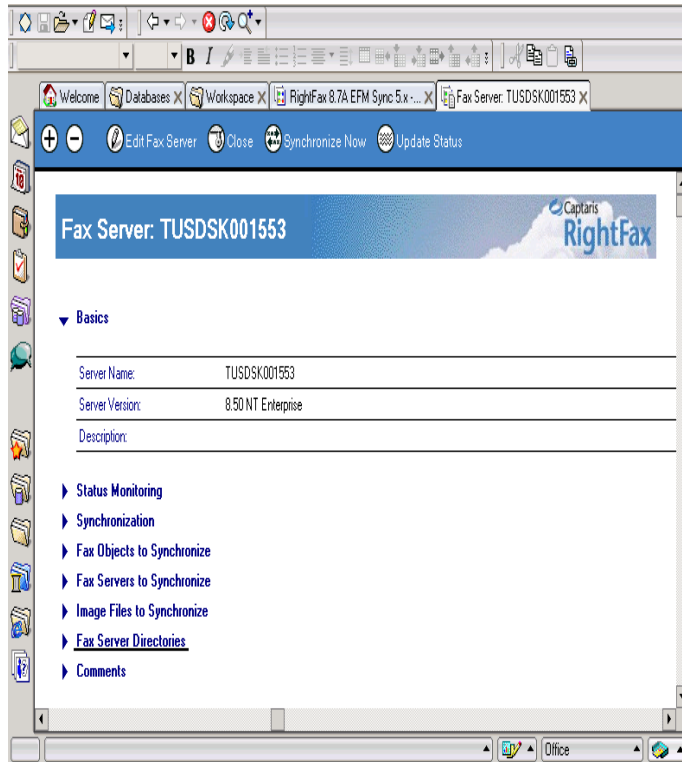 B I
Welcome Databases Workspace RightFax 8.7A EFM Sync 5.x -... Fax Server: TUSDSK001553
Edit Fax Server Close Synchronize Now Update Status
Fax Server: TUSDSK001553
Captaris
RightFax
Basics
Server Name: TUSDSK001553
Server Version: 8.50 NT Enterprise
Description:
Status Monitoring
Synchronization
Fax Objects to Synchronize
Fax Servers to Synchronize
Image Files to Synchronize
Fax Server Directories
Comments
Office